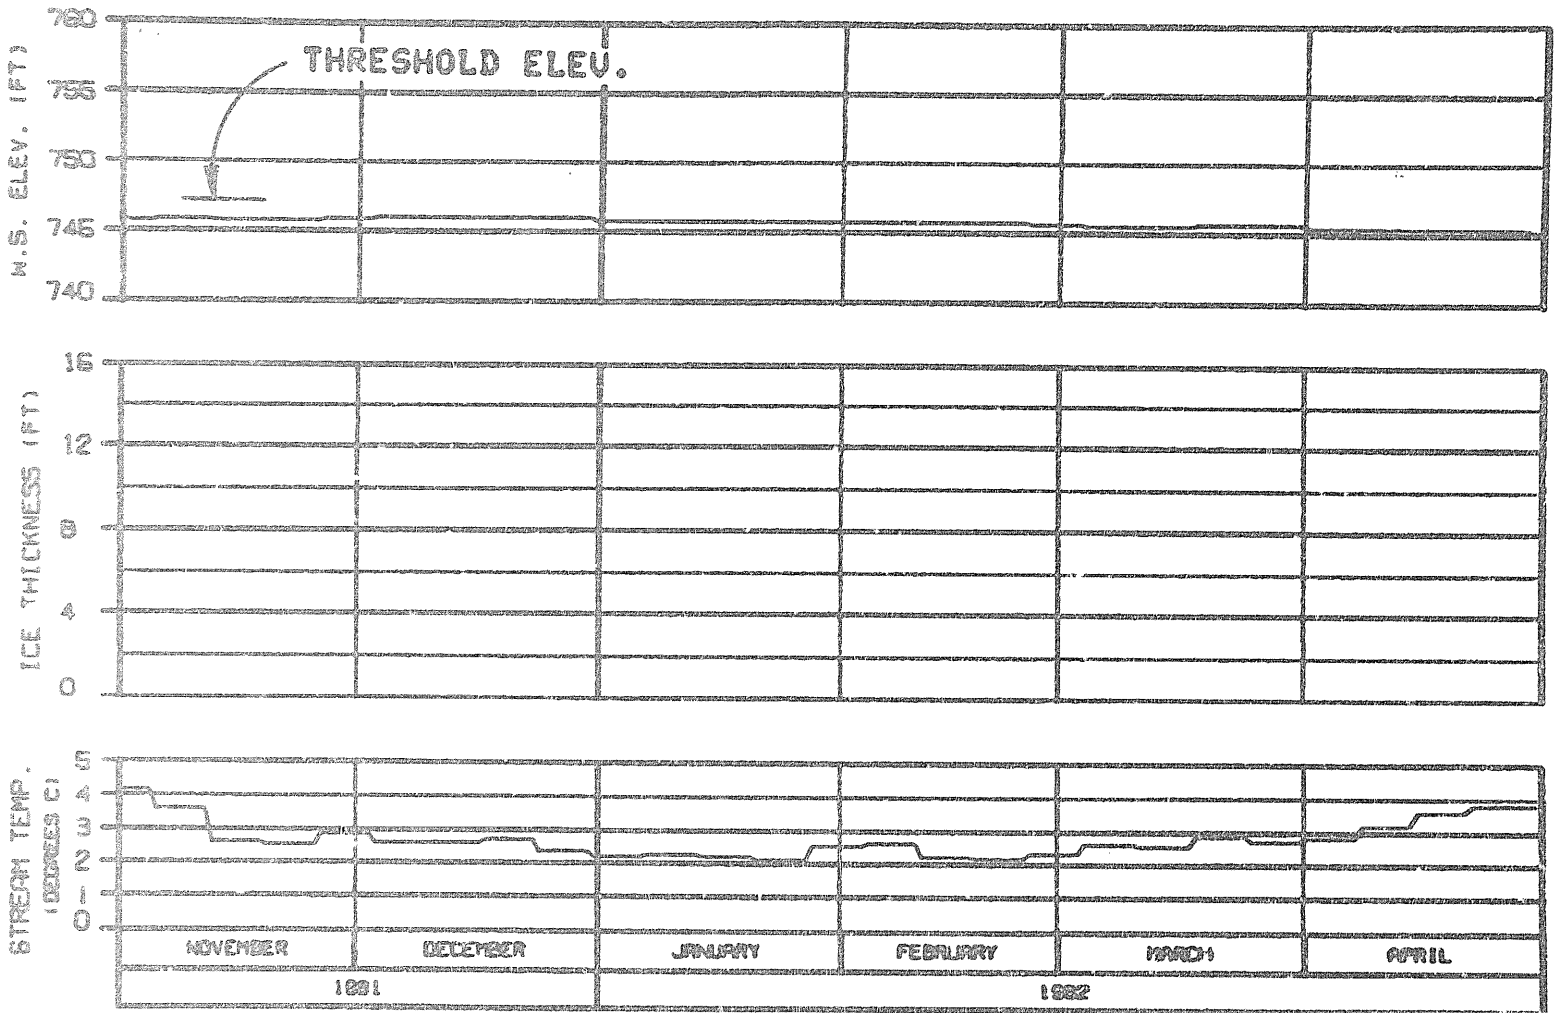 760
THRESHOLD ELEV.
755
750
745
740
W.S. ELEV. (FT)
16
12
8
4
0
ICE THICKNESS (FT)
5
4
3
2
1
0
STREAM TEMP.
(DEGREES C)
NOVEMBER DECEMBER JANUARY FEBRUARY MARCH APRIL
1981 1982